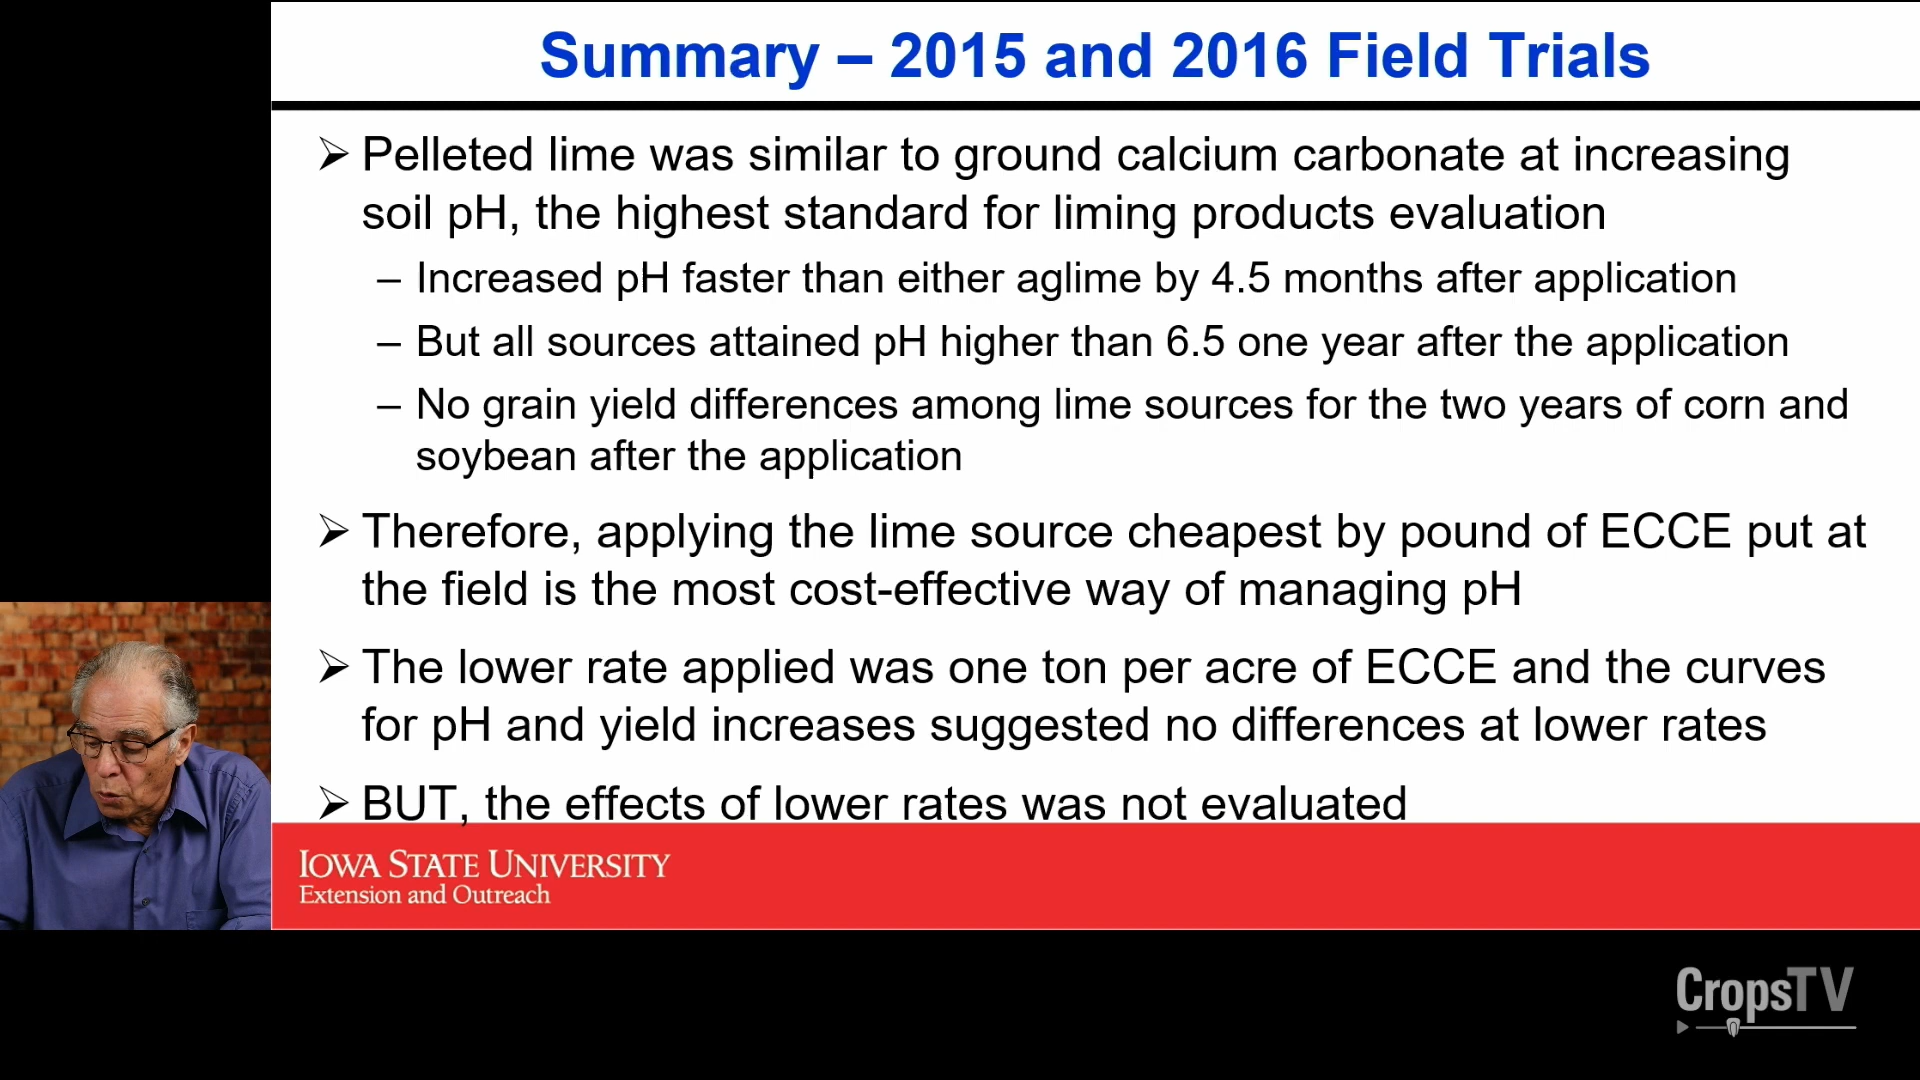 Summary – 2015 and 2016 Field Trials
➢ Pelleted lime was similar to ground calcium carbonate at increasing
soil pH, the highest standard for liming products evaluation
– Increased pH faster than either aglime by 4.5 months after application
– But all sources attained pH higher than 6.5 one year after the application
– No grain yield differences among lime sources for the two years of corn and
soybean after the application
➢ Therefore, applying the lime source cheapest by pound of ECCE put at
the field is the most cost-effective way of managing pH
➢ The lower rate applied was one ton per acre of ECCE and the curves
for pH and yield increases suggested no differences at lower rates
➢ BUT, the effects of lower rates was not evaluated
IOWA STATE UNIVERSITY
Extension and Outreach
CropsTV